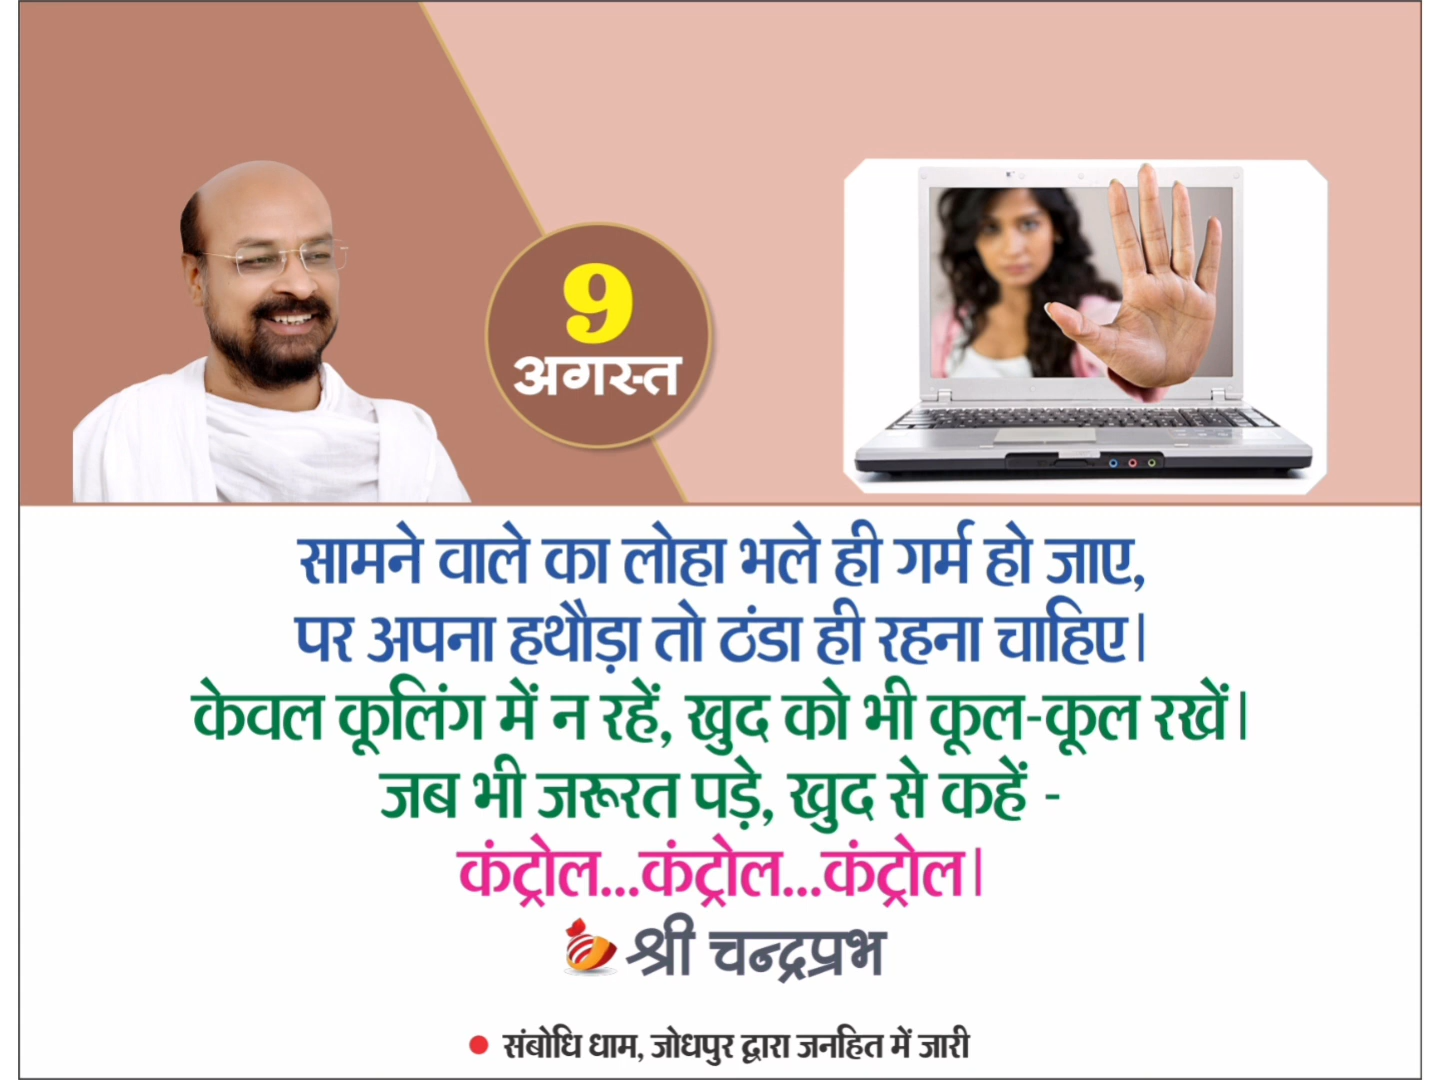 9
अगस्त
सामने वाले का लोहा भले ही गर्म हो जाए,
पर अपना हथौड़ा तो ठंडा ही रहना चाहिए।
केवल कूलिंग में न रहें, खुद को भी कूल-कूल रखें।
जब भी जरूरत पड़े, खुद से कहें -
कंट्रोल...कंट्रोल...कंट्रोल।
श्री चन्द्रप्रभ
• संबोधि धाम, जोधपुर द्वारा जनहित में जारी